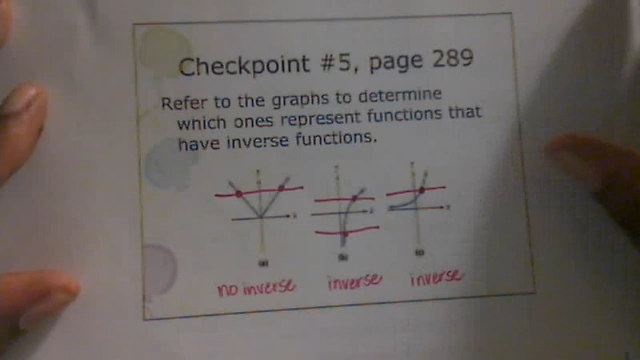 Checkpoint #5, page 289
Refer to the graphs to determine
which ones represent functions that
have inverse functions.
no inverse inverse inverse